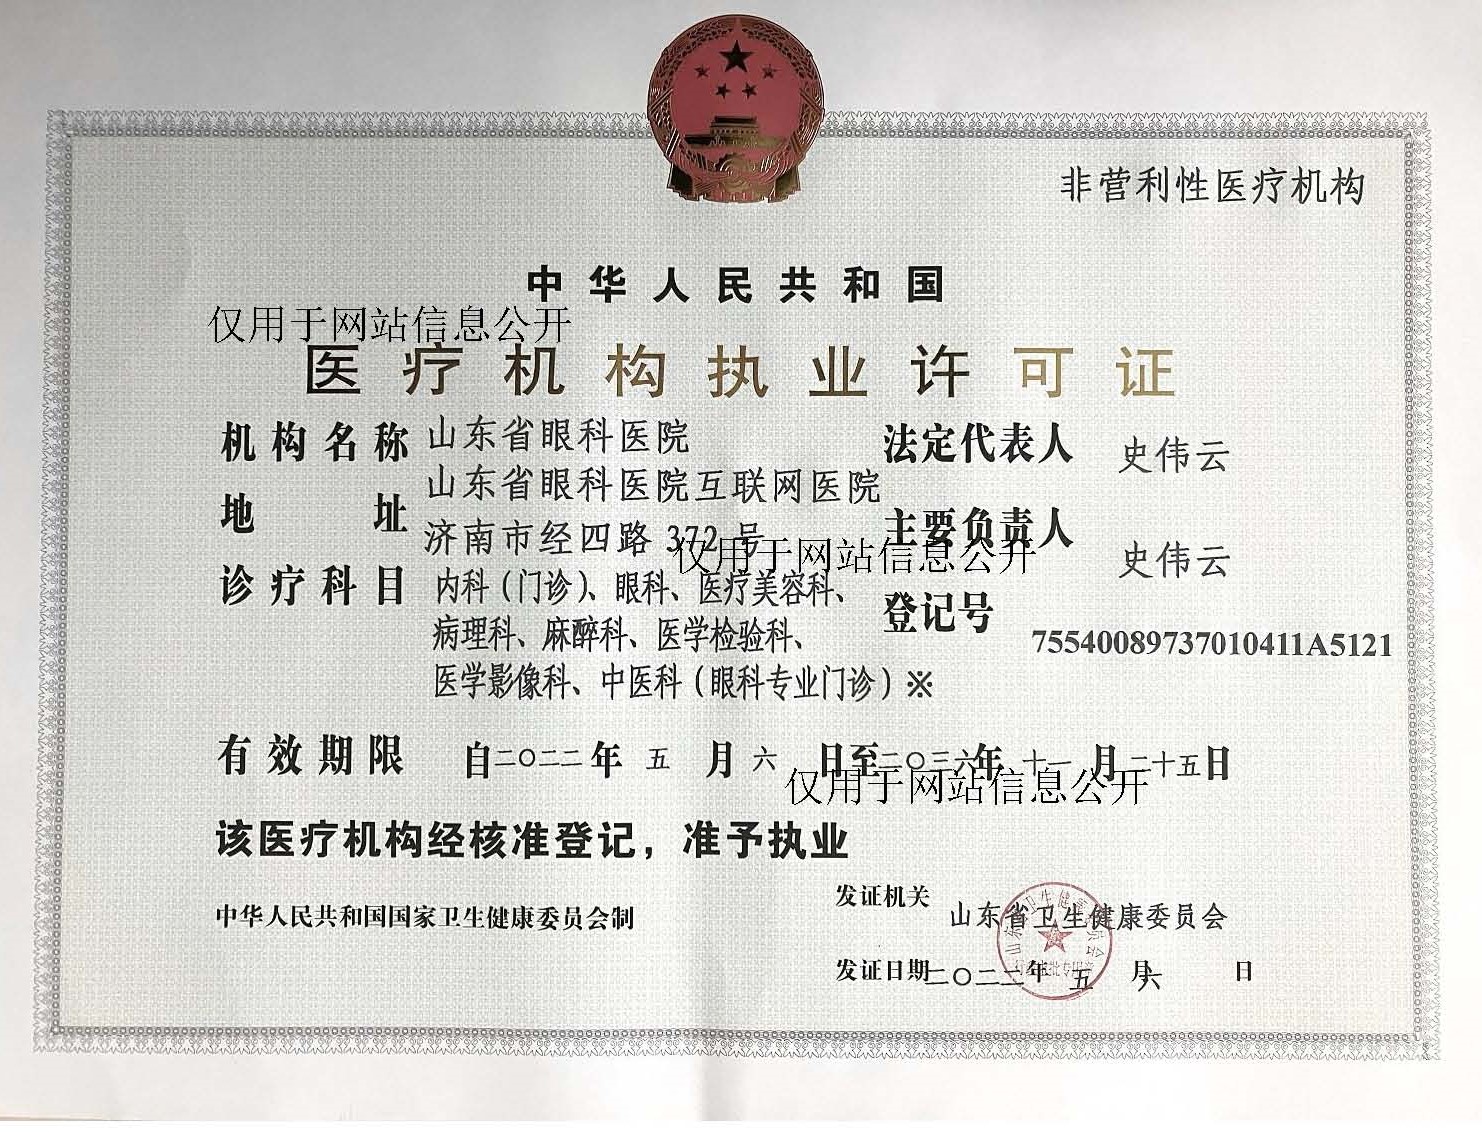 非营利性医疗机构
中华人民共和国
仅用于网站信息公开
医疗机构执业许可证
机构名称 山东省眼科医院
山东省眼科医院互联网医院
法定代表人 史伟云
地址 济南市经四路 372 号
主要负责人 史伟云
仅用于网站信息公开
诊疗科目 内科（门诊）、眼科、医疗美容科、
病理科、麻醉科、医学检验科、
医学影像科、中医科（眼科专业门诊）※
登记号 75540089737010411A5121
有效期限 自二〇二二年五月六日至二〇三六年十一月二十五日
仅用于网站信息公开
该医疗机构经核准登记，准予执业
中华人民共和国国家卫生健康委员会制
发证机关 山东省卫生健康委员会
发证日期二〇二二年五月六日